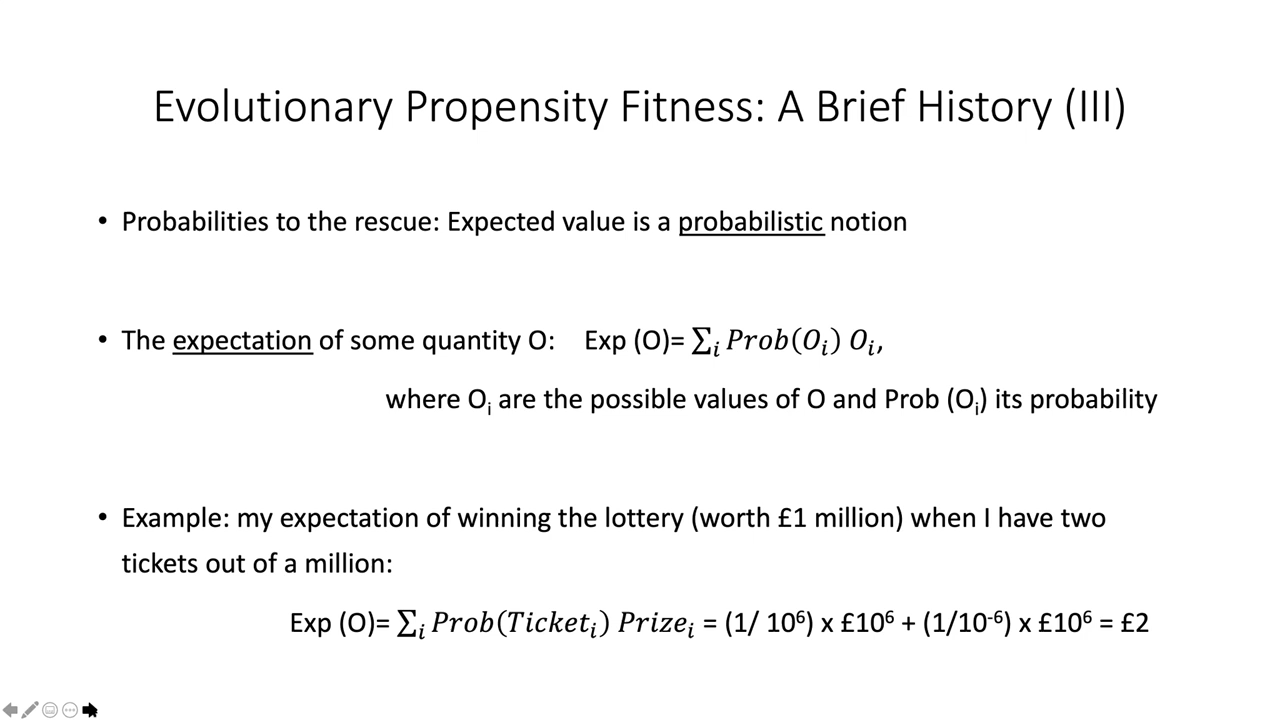 Evolutionary Propensity Fitness: A Brief History (III)
• Probabilities to the rescue: Expected value is a probabilistic notion
• The expectation of some quantity O: Exp (O)= ∑ᵢ 𝑃𝑟𝑜𝑏(𝑂ᵢ) 𝑂ᵢ,
where Oᵢ are the possible values of O and Prob (Oᵢ) its probability
• Example: my expectation of winning the lottery (worth £1 million) when I have two
tickets out of a million:
Exp (O)= ∑ᵢ 𝑃𝑟𝑜𝑏(𝑇𝑖𝑐𝑘𝑒𝑡ᵢ) 𝑃𝑟𝑖𝑧𝑒ᵢ = (1/ 10⁶) x £10⁶ + (1/10⁻⁶) x £10⁶ = £2